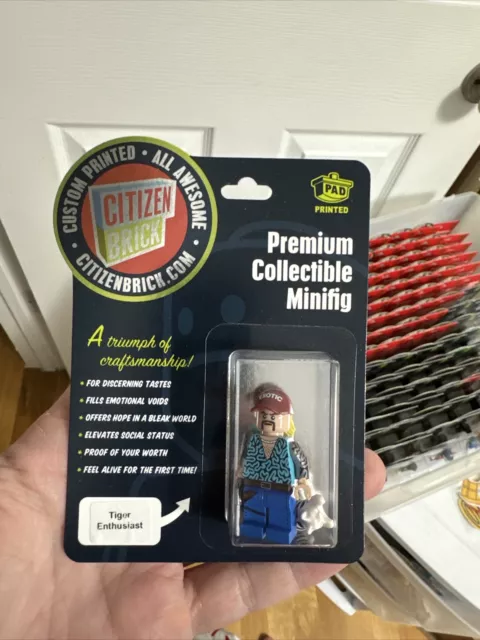 CUSTOM PRINTED • ALL AWESOME •
CITIZENBRICK.COM •
CITIZEN
BRICK
PAD
PRINTED
Premium
Collectible
Minifig
A triumph of
craftsmanship!
• FOR DISCERNING TASTES
• FILLS EMOTIONAL VOIDS
• OFFERS HOPE IN A BLEAK WORLD
• ELEVATES SOCIAL STATUS
• PROOF OF YOUR WORTH
• FEEL ALIVE FOR THE FIRST TIME!
EXOTIC
Tiger
Enthusiast